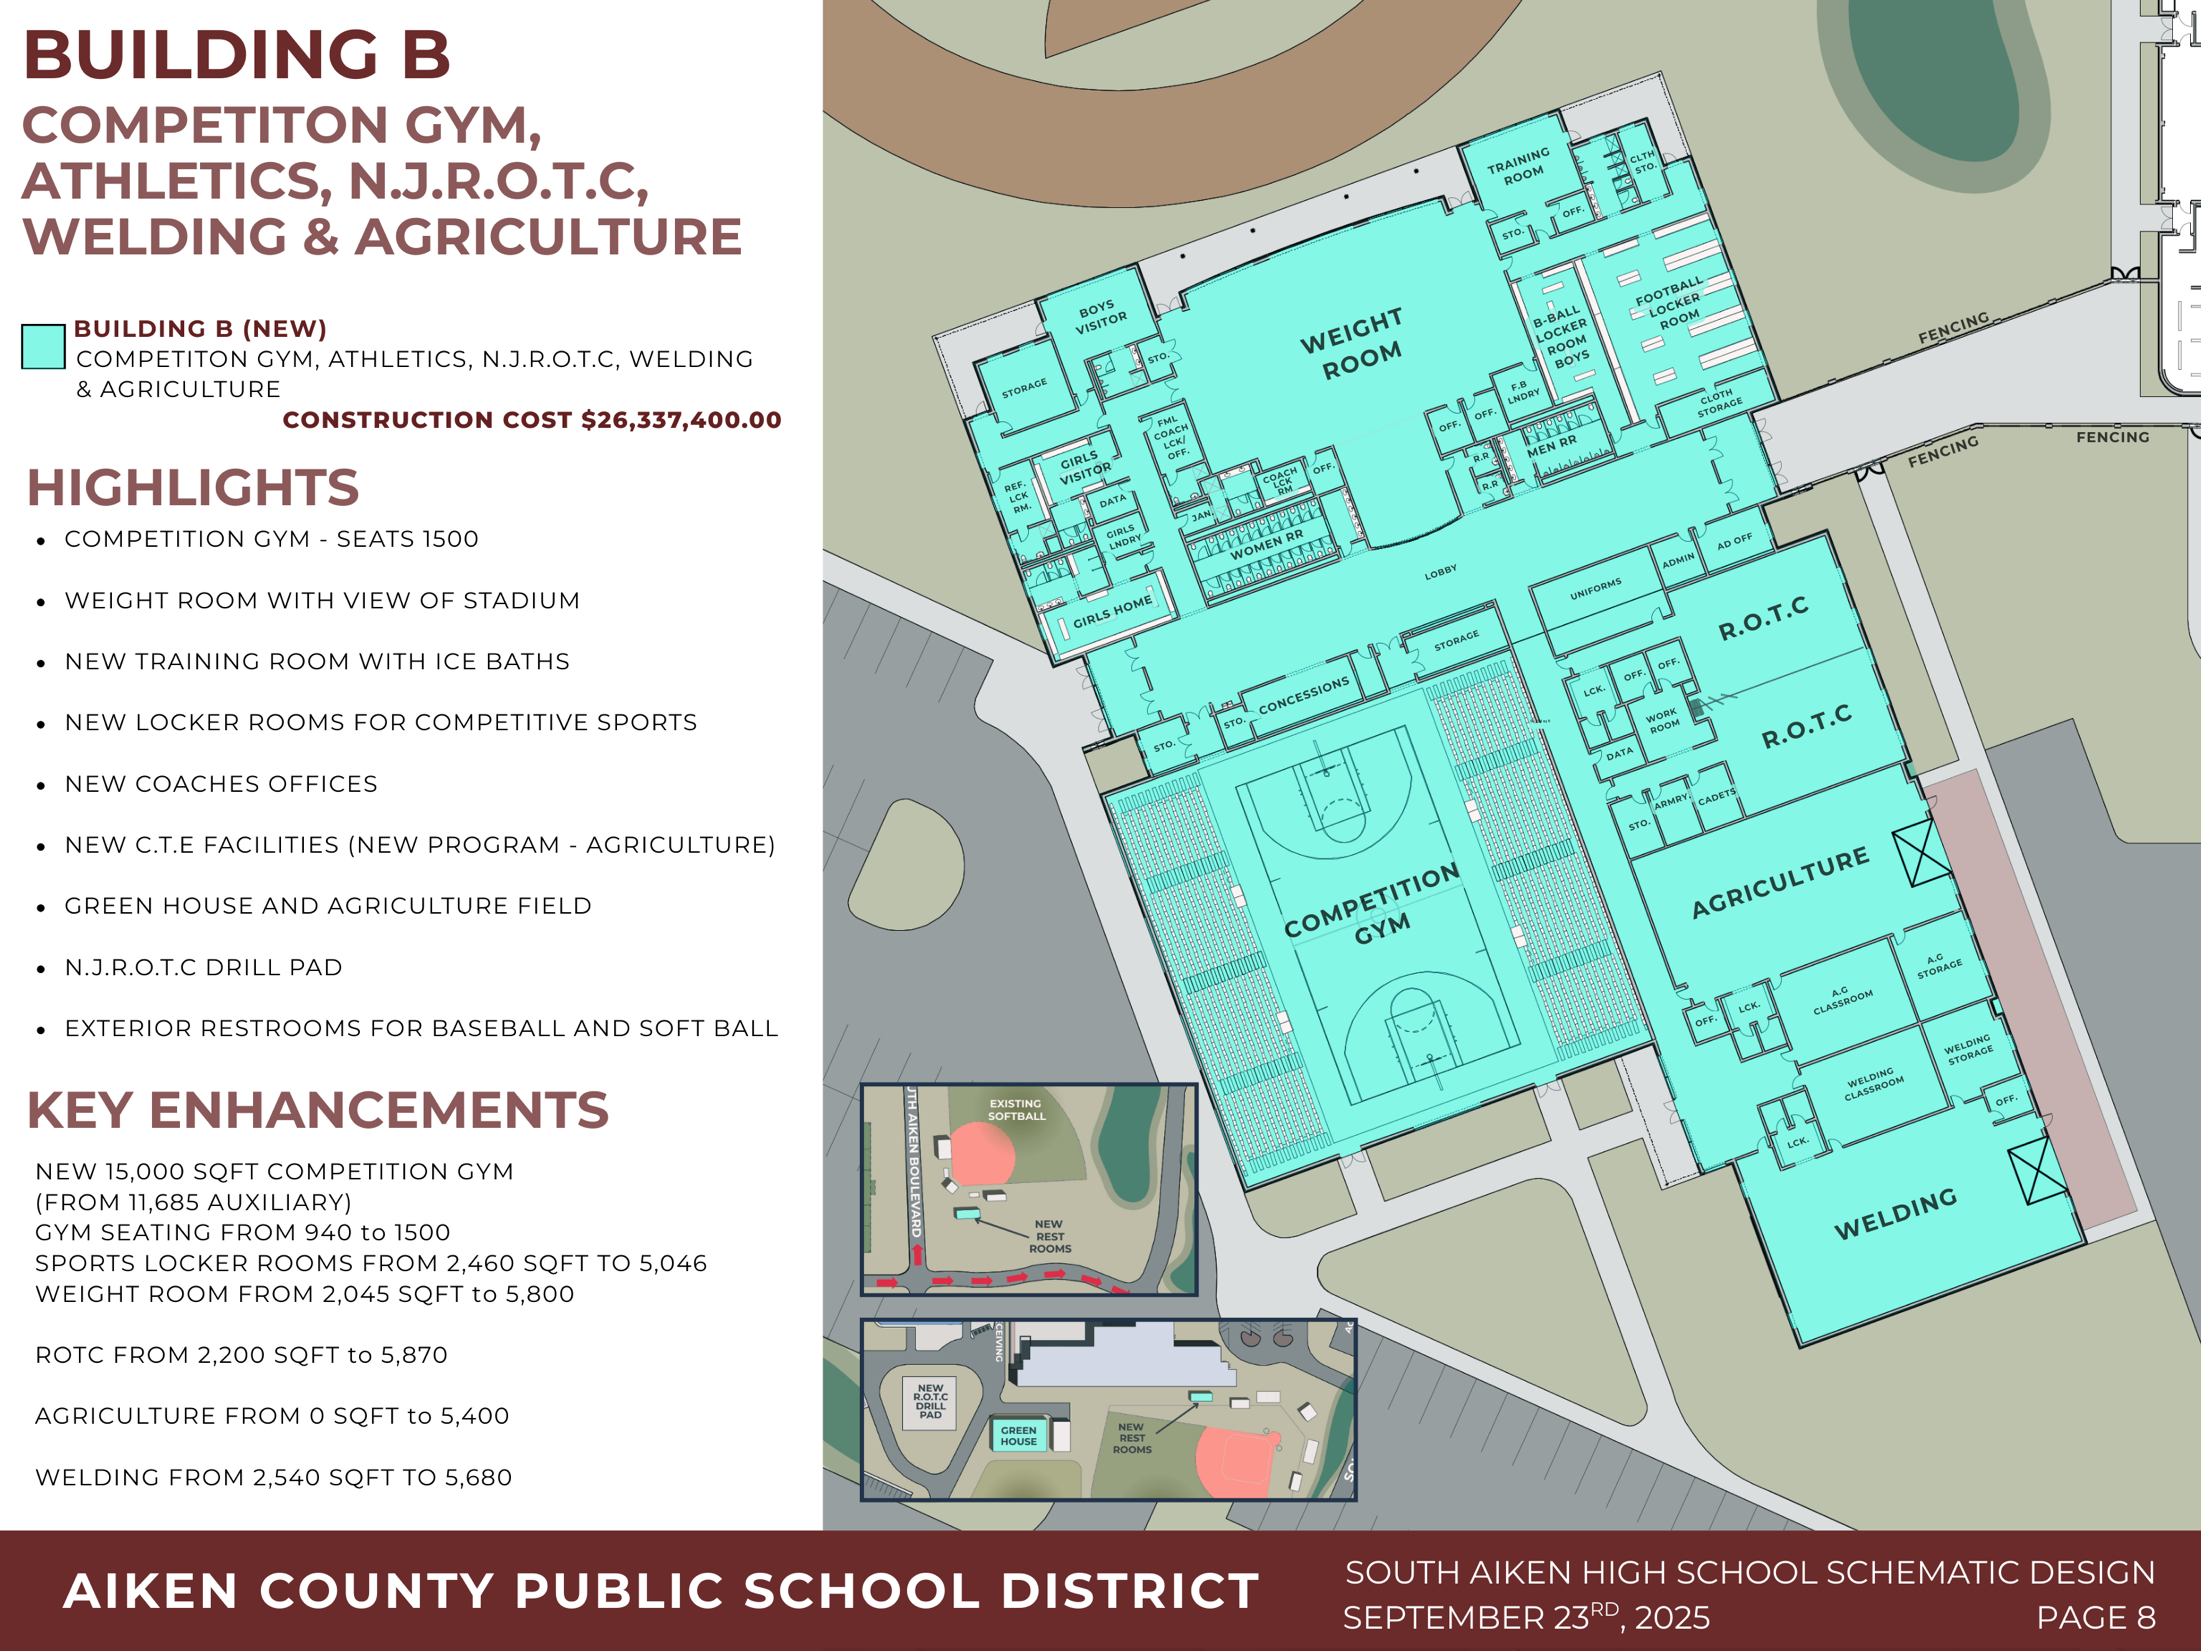 BUILDING B
COMPETITON GYM,
ATHLETICS, N.J.R.O.T.C,
WELDING & AGRICULTURE
BUILDING B (NEW)
COMPETITON GYM, ATHLETICS, N.J.R.O.T.C, WELDING
& AGRICULTURE
CONSTRUCTION COST $26,337,400.00
HIGHLIGHTS
• COMPETITION GYM - SEATS 1500
• WEIGHT ROOM WITH VIEW OF STADIUM
• NEW TRAINING ROOM WITH ICE BATHS
• NEW LOCKER ROOMS FOR COMPETITIVE SPORTS
• NEW COACHES OFFICES
• NEW C.T.E FACILITIES (NEW PROGRAM - AGRICULTURE)
• GREEN HOUSE AND AGRICULTURE FIELD
• N.J.R.O.T.C DRILL PAD
• EXTERIOR RESTROOMS FOR BASEBALL AND SOFT BALL
KEY ENHANCEMENTS
NEW 15,000 SQFT COMPETITION GYM
(FROM 11,685 AUXILIARY)
GYM SEATING FROM 940 to 1500
SPORTS LOCKER ROOMS FROM 2,460 SQFT TO 5,046
WEIGHT ROOM FROM 2,045 SQFT to 5,800
ROTC FROM 2,200 SQFT to 5,870
AGRICULTURE FROM 0 SQFT to 5,400
WELDING FROM 2,540 SQFT TO 5,680
TRAINING
ROOM
CLTH
STO.
OFF.
STO.
BOYS
VISITOR
STO.
STORAGE
WEIGHT
ROOM
B-BALL
LOCKER
ROOM
BOYS
FOOTBALL
LOCKER
ROOM
F.B
LNDRY
CLOTH
STORAGE
OFF.
OFF.
MEN RR
R.R
R.R
FML
COACH
LCK/
OFF.
GIRLS
VISITOR
REF.
LCK
RM.
DATA
GIRLS
LNDRY
JAN.
COACH
LCK
RM
OFF.
WOMEN RR
GIRLS HOME
LOBBY
FENCING
FENCING
FENCING
UNIFORMS
ADMIN
AD OFF
R.O.T.C
R.O.T.C
STORAGE
CONCESSIONS
STO.
STO.
LCK.
OFF.
OFF.
WORK
ROOM
DATA
STO.
ARMRY.
CADETS
COMPETITION
GYM
AGRICULTURE
A.G
STORAGE
A.G
CLASSROOM
LCK.
OFF.
WELDING
STORAGE
WELDING
CLASSROOM
OFF.
LCK.
WELDING
EXISTING
SOFTBALL
UTH AIKEN BOULEVARD
NEW
REST
ROOMS
CEIVING
NEW
R.O.T.C
DRILL
PAD
GREEN
HOUSE
NEW
REST
ROOMS
AIKEN COUNTY PUBLIC SCHOOL DISTRICT
SOUTH AIKEN HIGH SCHOOL SCHEMATIC DESIGN
SEPTEMBER 23RD, 2025
PAGE 8